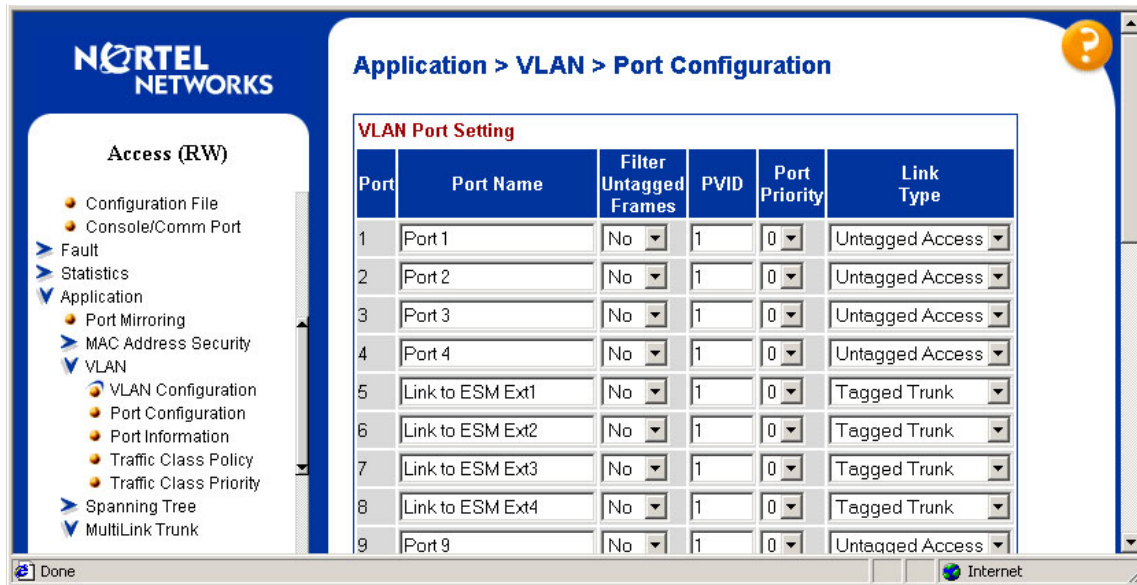 NORTEL
NETWORKS
Access (RW)
Configuration File
Console/Comm Port
Fault
Statistics
Application
Port Mirroring
MAC Address Security
VLAN
VLAN Configuration
Port Configuration
Port Information
Traffic Class Policy
Traffic Class Priority
Spanning Tree
MultiLink Trunk
?
Application > VLAN > Port Configuration
VLAN Port Setting
Port Port Name Filter Untagged Frames PVID Port Priority Link Type
1 Port 1 No 1 0 Untagged Access
2 Port 2 No 1 0 Untagged Access
3 Port 3 No 1 0 Untagged Access
4 Port 4 No 1 0 Untagged Access
5 Link to ESM Ext1 No 1 0 Tagged Trunk
6 Link to ESM Ext2 No 1 0 Tagged Trunk
7 Link to ESM Ext3 No 1 0 Tagged Trunk
8 Link to ESM Ext4 No 1 0 Tagged Trunk
9 Port 9 No 1 0 Untagged Access
Done
Internet